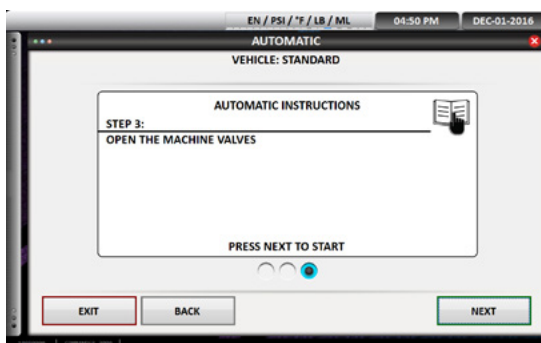 EN / PSI / °F / LB / ML 04:50 PM DEC-01-2016
AUTOMATIC
VEHICLE: STANDARD
AUTOMATIC INSTRUCTIONS
STEP 3:
OPEN THE MACHINE VALVES
PRESS NEXT TO START
EXIT BACK NEXT